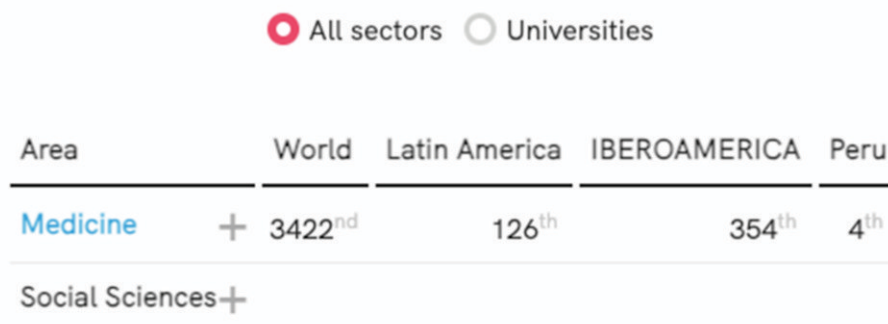 All sectors Universities
Area World Latin America IBEROAMERICA Peru
Medicine + 3422nd 126th 354th 4th
Social Sciences +